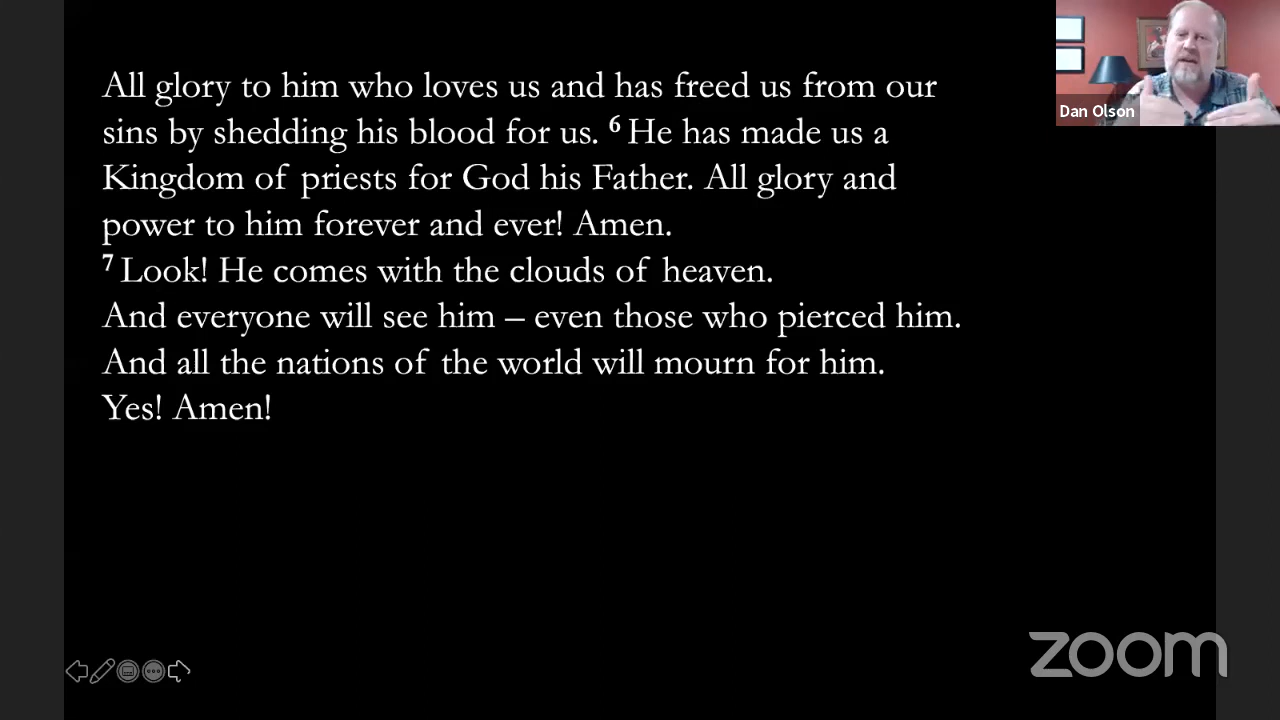 All glory to him who loves us and has freed us from our
sins by shedding his blood for us. 6 He has made us a
Kingdom of priests for God his Father. All glory and
power to him forever and ever! Amen.
7 Look! He comes with the clouds of heaven.
And everyone will see him – even those who pierced him.
And all the nations of the world will mourn for him.
Yes! Amen!
Dan Olson
zoom